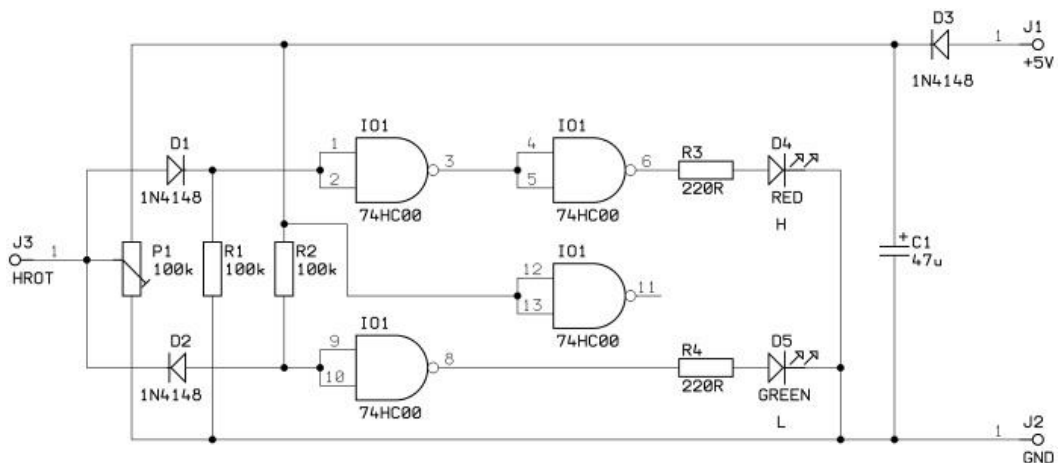 D3
J1
1
+5V
1N4148
IO1
IO1
D1
1
2
3
4
5
6
R3
D4
1N4148
74HC00
74HC00
220R
RED
H
J3
1
HROT
P1
100k
R1
100k
R2
100k
IO1
12
13
11
74HC00
+
C1
47u
D2
IO1
9
10
8
R4
D5
1N4148
74HC00
220R
GREEN
L
J2
1
GND